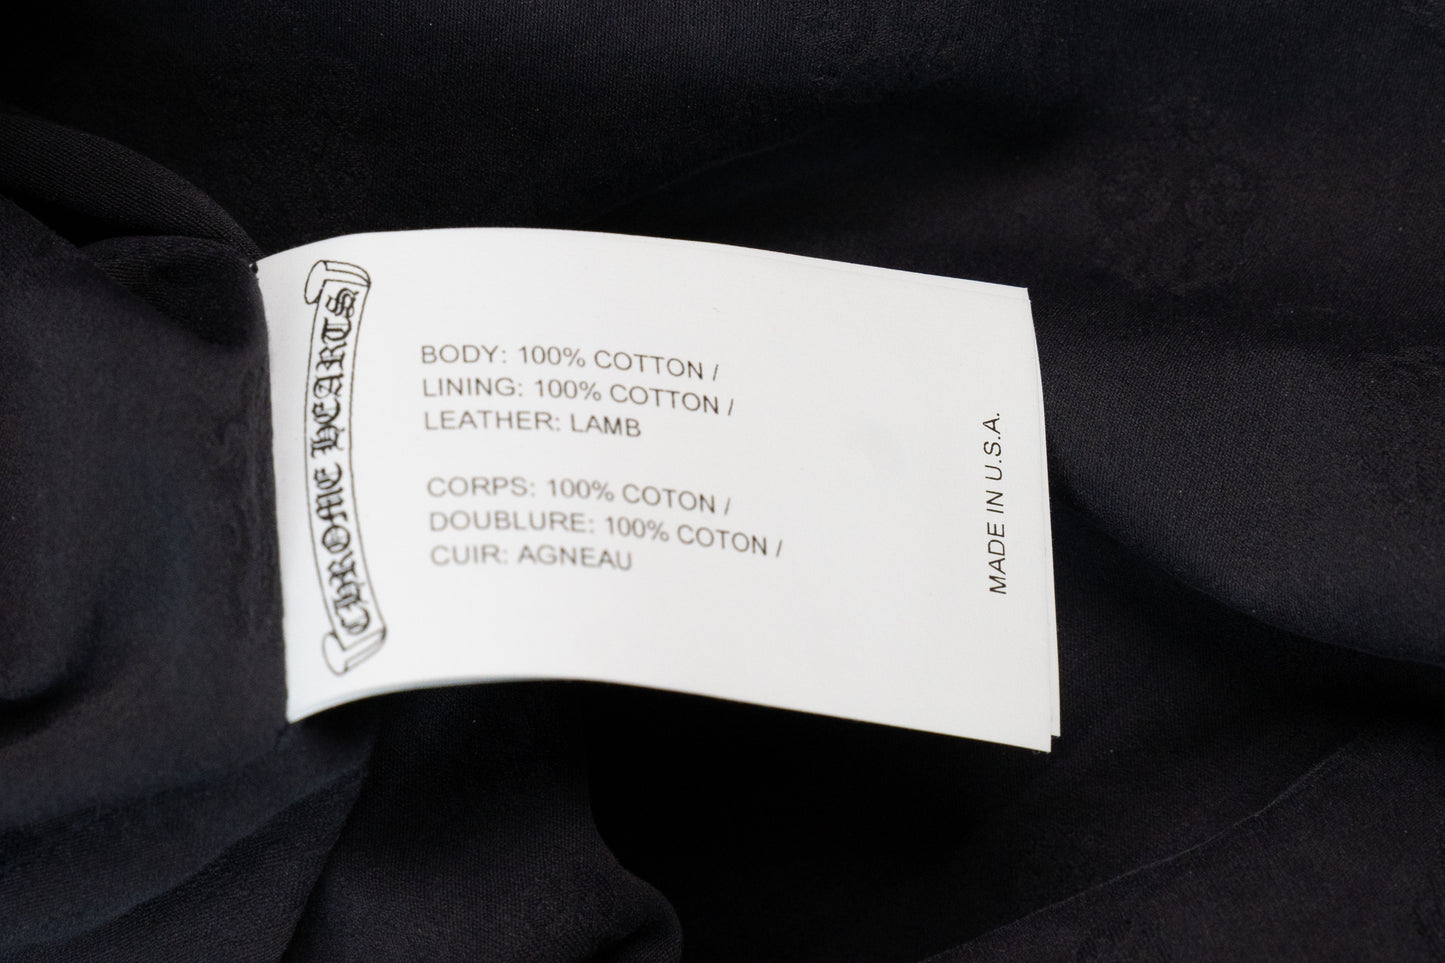 CHROME HEARTS
BODY: 100% COTTON /
LINING: 100% COTTON /
LEATHER: LAMB
CORPS: 100% COTON /
DOUBLURE: 100% COTON /
CUIR: AGNEAU
MADE IN U.S.A.